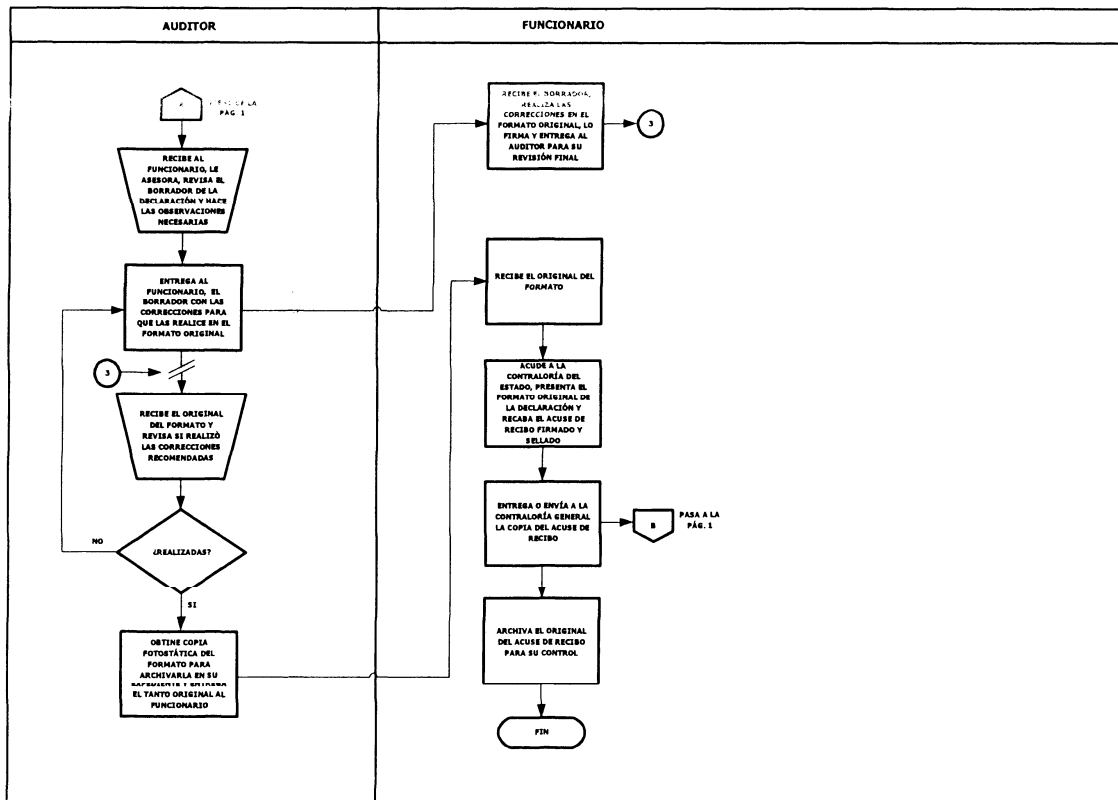 AUDITOR
FUNCIONARIO
DE LA
PÁG. 1
RECIBE AL
FUNCIONARIO, LE
ASESORA, REVISA EL
BORRADOR DE LA
DECLARACIÓN Y HACE
LAS OBSERVACIONES
NECESARIAS
ENTREGA AL
FUNCIONARIO, EL
BORRADOR CON LAS
CORRECCIONES PARA
QUE LAS REALICE EN EL
FORMATO ORIGINAL
3
RECIBE EL ORIGINAL
DEL FORMATO Y
REVISA SI REALIZÒ
LAS CORRECCIONES
RECOMENDADAS
¿REALIZADAS?
NO
SI
OBTINE COPIA
FOTOSTÁTICA DEL
FORMATO PARA
ARCHIVARLA EN SU
EXPEDIENTE Y ENTREGA
EL TANTO ORIGINAL AL
FUNCIONARIO
RECIBE EL BORRADOR,
REALIZA LAS
CORRECCIONES EN EL
FORMATO ORIGINAL, LO
FIRMA Y ENTREGA AL
AUDITOR PARA SU
REVISIÓN FINAL
3
RECIBE EL ORIGINAL DEL
FORMATO
ACUDE A LA
CONTRALORÍA DEL
ESTADO, PRESENTA EL
FORMATO ORIGINAL DE
LA DECLARACIÓN Y
RECABA EL ACUSE DE
RECIBO FIRMADO Y
SELLADO
ENTREGA O ENVÍA A LA
CONTRALORÍA GENERAL
LA COPIA DEL ACUSE DE
RECIBO
B
PASA A LA
PÁG. 1
ARCHIVA EL ORIGINAL
DEL ACUSE DE RECIBO
PARA SU CONTROL
FIN